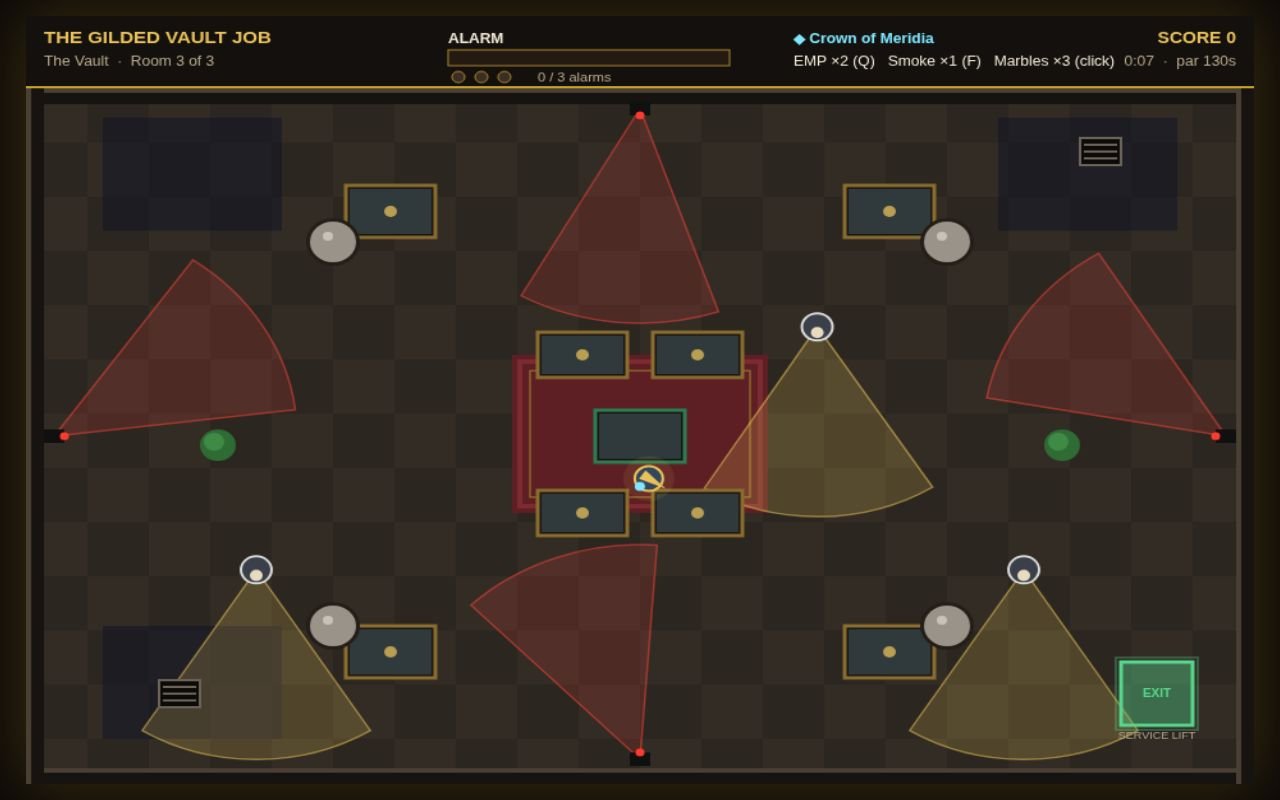 THE GILDED VAULT JOB
The Vault · Room 3 of 3
ALARM
0 / 3 alarms
◆ Crown of Meridia
SCORE 0
EMP ×2 (Q) Smoke ×1 (F) Marbles ×3 (click) 0:07 · par 130s
EXIT
SERVICE LIFT